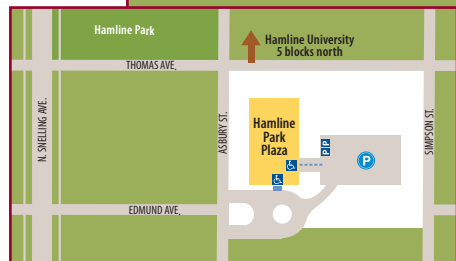 Hamline Park
Hamline University
5 blocks north
THOMAS AVE.
N. SNELLING AVE.
ASBURY ST.
SIMPSON ST.
Hamline
Park
Plaza
P P
P
EDMUND AVE.